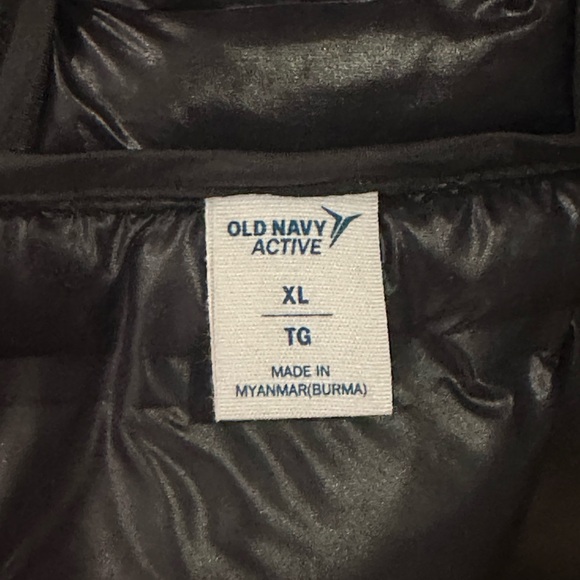 OLD NAVY
ACTIVE
XL
TG
MADE IN
MYANMAR(BURMA)